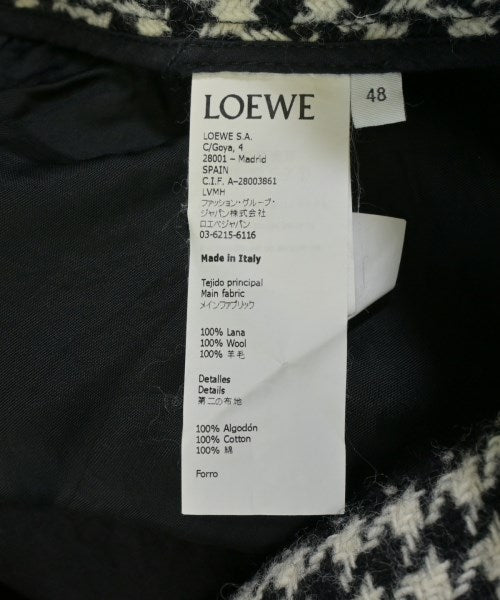 LOEWE
48
LOEWE S.A.
C/Goya, 4
28001 – Madrid
SPAIN
C.I.F. A-28003861
LVMH
ファッション・グループ・
ジャパン株式会社
ロエベジャパン
03-6215-6116
Made in Italy
Tejido principal
Main fabric
メインファブリック
100% Lana
100% Wool
100% 羊毛
Detalles
Details
第二の布地
100% Algodón
100% Cotton
100% 綿
Forro